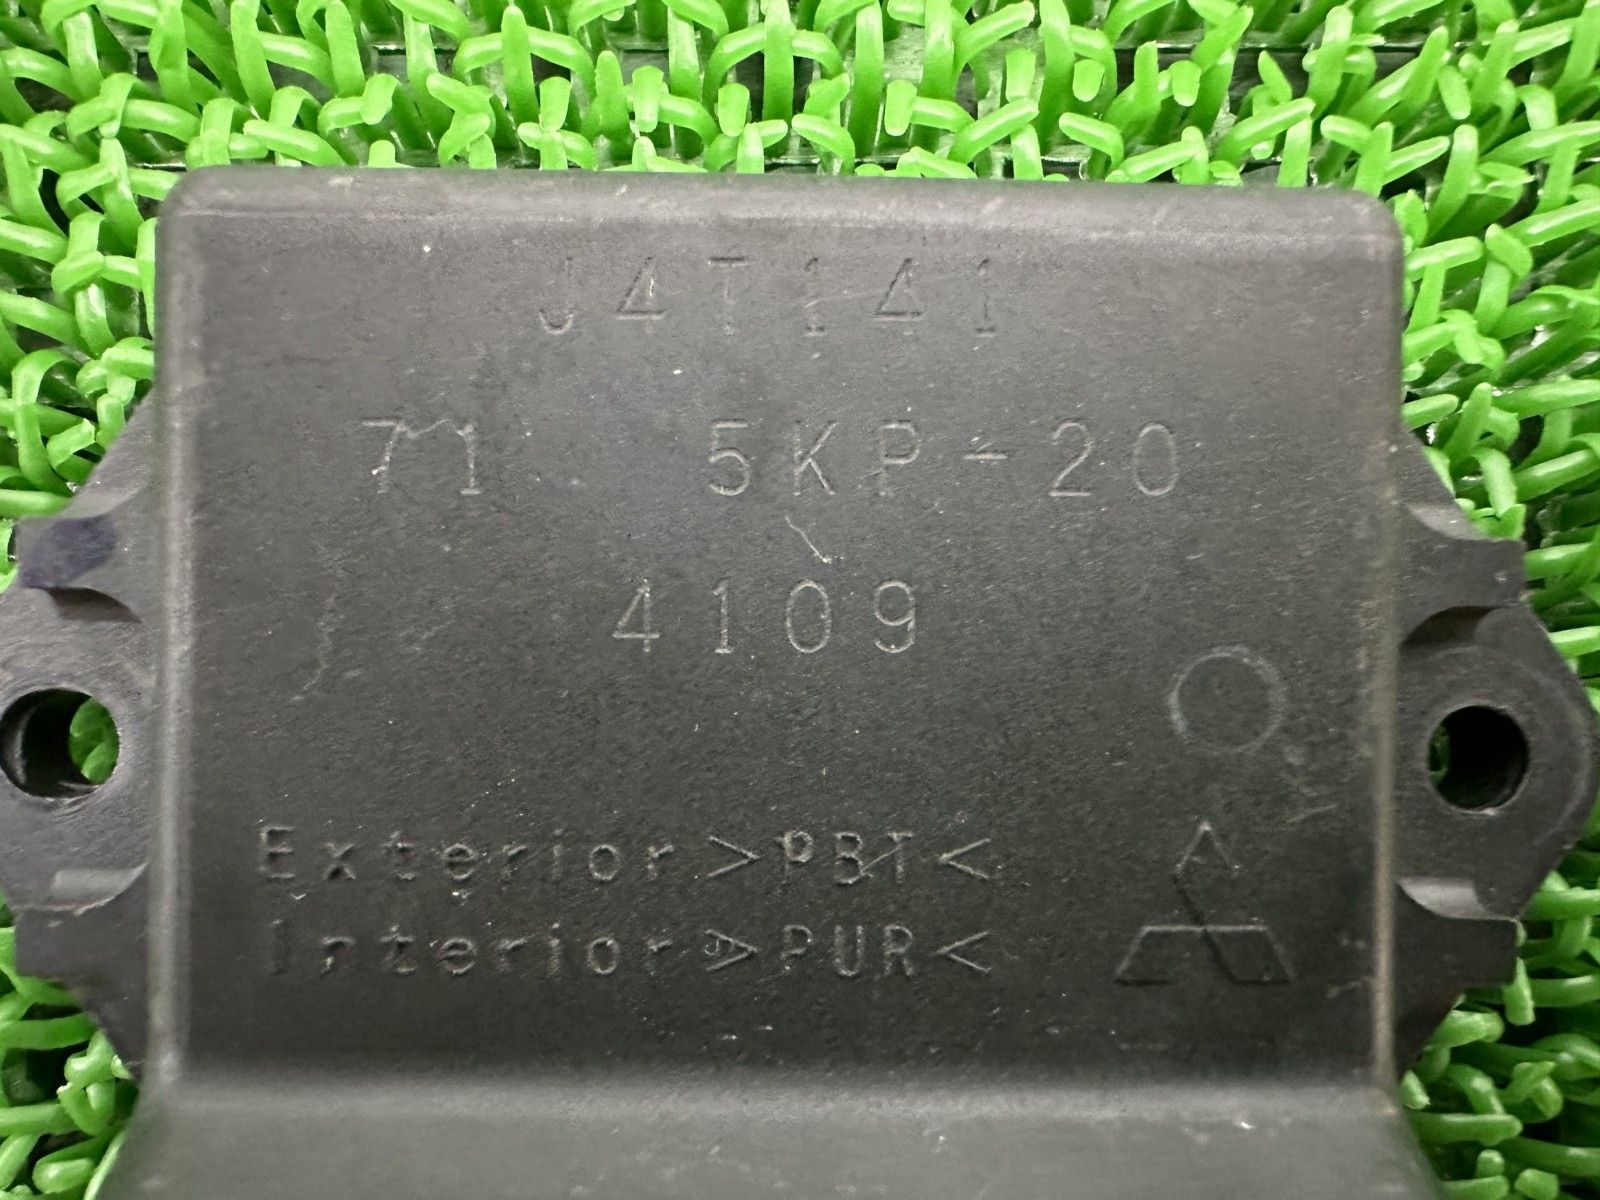 J4T141
71 5KP-20
4109
Exterior>PBT<
Interior>PUR<